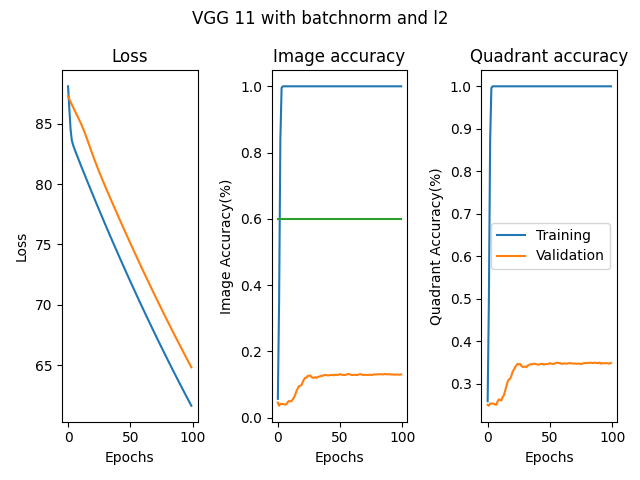 VGG 11 with batchnorm and l2
Loss
Loss
85
80
75
70
65
0
50
100
Epochs
Image accuracy
Image Accuracy(%)
1.0
0.8
0.6
0.4
0.2
0.0
0
50
100
Epochs
Quadrant accuracy
Quadrant Accuracy(%)
1.0
0.9
0.8
0.7
0.6
0.5
0.4
0.3
Training
Validation
0
50
100
Epochs